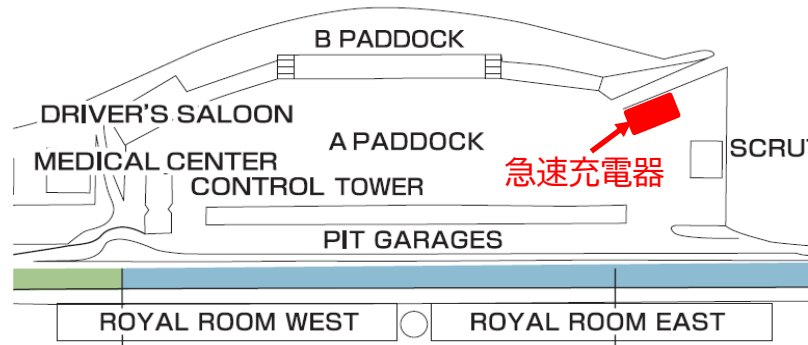 B PADDOCK
DRIVER'S SALOON
A PADDOCK
SCRUT
MEDICAL CENTER
急速充電器
CONTROL TOWER
PIT GARAGES
ROYAL ROOM WEST
ROYAL ROOM EAST